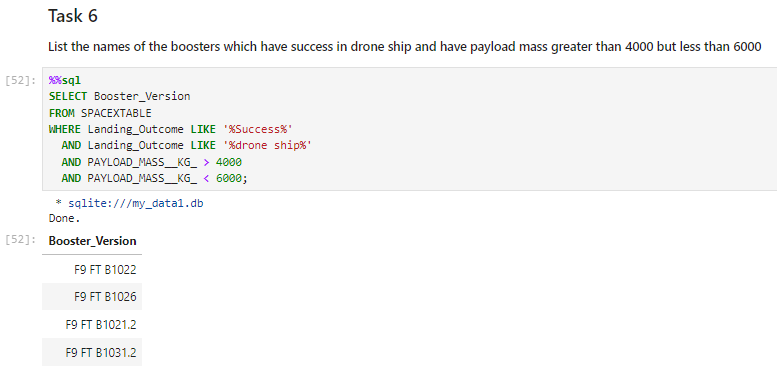 Task 6
List the names of the boosters which have success in drone ship and have payload mass greater than 4000 but less than 6000
[52]: %%sql
SELECT Booster_Version
FROM SPACEXTABLE
WHERE Landing_Outcome LIKE '%Success%'
  AND Landing_Outcome LIKE '%drone ship%'
  AND PAYLOAD_MASS__KG_ > 4000
  AND PAYLOAD_MASS__KG_ < 6000;
 * sqlite:///my_data1.db
Done.
[52]: Booster_Version
F9 FT B1022
F9 FT B1026
F9 FT B1021.2
F9 FT B1031.2